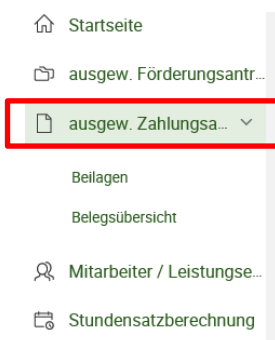 Startseite
ausgew. Förderungsantr...
ausgew. Zahlungsa...
Beilagen
Belegsübersicht
Mitarbeiter / Leistungse...
Stundensatzberechnung